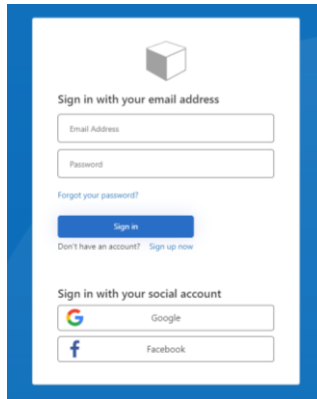 Sign in with your email address
Email Address
Password
Forgot your password?
Sign in
Don't have an account? Sign up now
Sign in with your social account
Google
Facebook